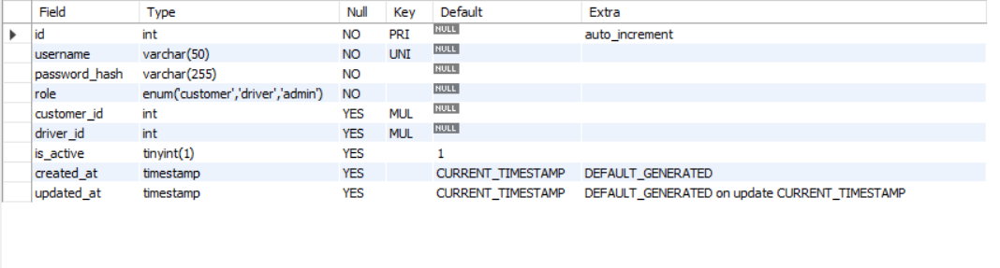 Field Type Null Key Default Extra
id int NO PRI NULL auto_increment
username varchar(50) NO UNI NULL
password_hash varchar(255) NO NULL
role enum('customer','driver','admin') NO NULL
customer_id int YES MUL NULL
driver_id int YES MUL NULL
is_active tinyint(1) YES 1
created_at timestamp YES CURRENT_TIMESTAMP DEFAULT_GENERATED
updated_at timestamp YES CURRENT_TIMESTAMP DEFAULT_GENERATED on update CURRENT_TIMESTAMP